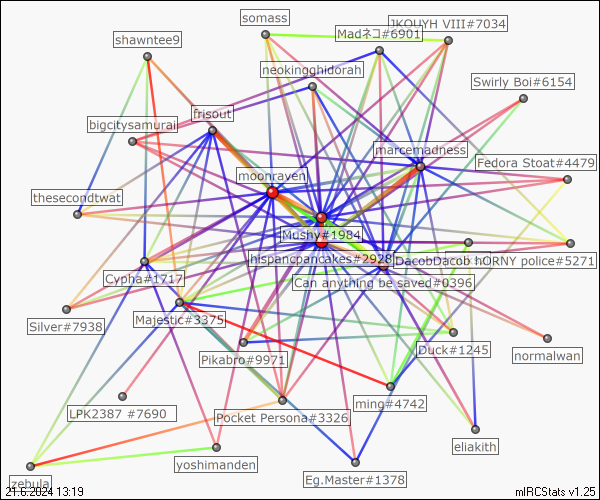 somass
JKOUYH VIII#7034
Madネコ#6901
shawntee9
neokingghidorah
Swirly Boi#6154
frisout
bigcitysamurai
marcemadness
Fedora Stoat#4479
moonraven
thesecondtwat
Mushy#1984
hispancpancakes#2928
DacobDacob
hORNY police#5271
Cypha#1717
Can anything be saved#0396
Silver#7938
Majestic#3375
Duck#1245
normalwan
Pikabro#9971
LPK2387 #7690
ming#4742
Pocket Persona#3326
eliakith
yoshimanden
Eg.Master#1378
zebula
21.6.2024 13:19
mIRCStats v1.25